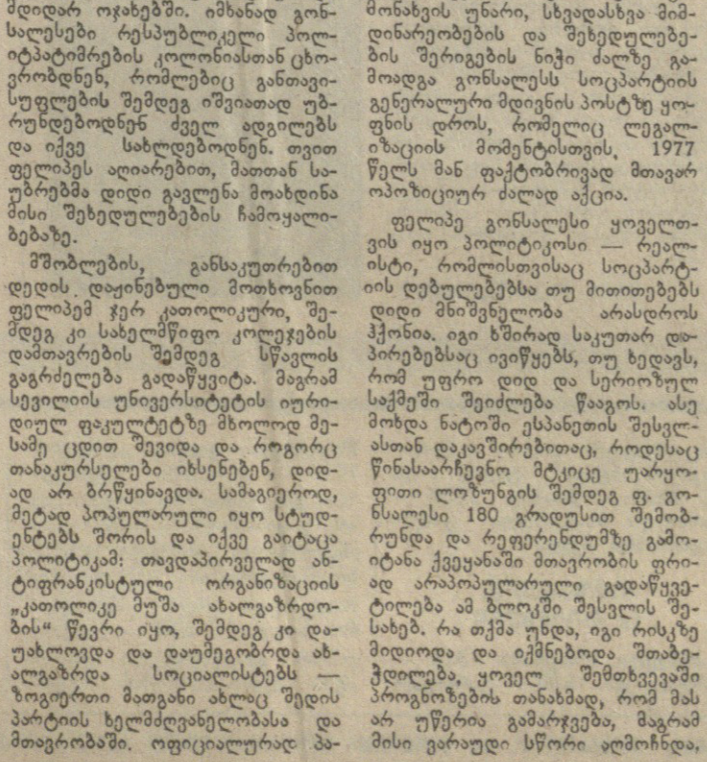 მდიდარ ოჯახებში. იმხანად გონ-
სალესები რესპუბლიკელი პოლ-
იტპატიმრების კოლონიასთან ცხო-
ვრობდნენ, რომლებიც განთავი-
სუფლების შემდეგ იშვიათად უბ-
რუნდებოდნენ ძველ ადგილებს
და იქვე სახლდებოდნენ. თვით
ფელიპეს აღიარებით, მათთან სა-
უბრებმა დიდი გავლენა მოახდინა
მისი შეხედულებების ჩამოყალი-
ბებაზე.
მშობლების, განსაკუთრებით
დედის დაჟინებული მოთხოვნით
ფელიპემ ჯერ კათოლიკური, შე-
მდეგ კი სახელმწიფო კოლეჯების
დამთავრების შემდეგ სწავლის
გაგრძელება გადაწყვიტა. მაგრამ
სევილიის უნივერსიტეტის იური-
დიულ ფაკულტეტზე მხოლოდ მე-
სამე ცდით შევიდა და როგორც
თანაკურსელები იხსენებენ, დიდ-
ად არ ბრწყინავდა. სამაგიეროდ,
მეტად პოპულარული იყო სტუდ-
ენტებს შორის და იქვე გაიტაცა
პოლიტიკამ: თავდაპირველად ან-
ტიფრანკისტული ორგანიზაციის
„კათოლიკე მუშა ახალგაზრდო-
ბის“ წევრი იყო, შემდეგ კი და-
უახლოვდა და დაუმეგობრდა ახ-
ალგაზრდა სოციალისტებს —
ზოგიერთი მათგანი ახლაც შედის
პარტიის ხელმძღვანელობასა და
მთავრობაში. ოფიციალურად პა-
მონახვის უნარი, სხვადასხვა მიმ-
დინარეობების და შეხედულებე-
ბის შერიგების ნიჭი ძალზე გა-
მოადგა გონსალესს სოცპარტიის
გენერალური მდივნის პოსტზე ყო-
ფნის დროს, რომელიც ლეგალ-
იზაციის მომენტისთვის, 1977
წელს მან ფაქტობრივად მთავარ
ოპოზიციურ ძალად აქცია.
ფელიპე გონსალესი ყოველთ-
ვის იყო პოლიტიკოსი — რეალ-
ისტი, რომლისთვისაც სოცპარტ-
იის დებულებებსა თუ მითითებებს
დიდი მნიშვნელობა არასდროს
ჰქონია. იგი ხშირად საკუთარ და-
პირებებსაც ივიწყებს, თუ ხედავს,
რომ უფრო დიდ და სერიოზულ
საქმეში შეიძლება წააგოს. ასე
მოხდა ნატოში ესპანეთის შესვლ-
ასთან დაკავშირებითაც, როდესაც
წინასაარჩევნო მტკიცე უარყო-
ფითი ლოზუნგის შემდეგ ფ. გო-
ნსალესი 180 გრადუსით შემობ-
რუნდა და რეფერენდუმზე გამო-
იტანა ქვეყანაში მთავრობის ფრი-
ად არაპოპულარული გადაწყვე-
ტილება ამ ბლოკში შესვლის შე-
სახებ. რა თქმა უნდა, იგი რისკზე
მიდიოდა და იქმნებოდა შთაბე-
ჭდილება, ყოველ შემთხვევაში
პროგნოზების თანახმად, რომ მას
არ უწერია გამარჯვება, მაგრამ
მისი ვარაუდი სწორი აღმოჩნდა,